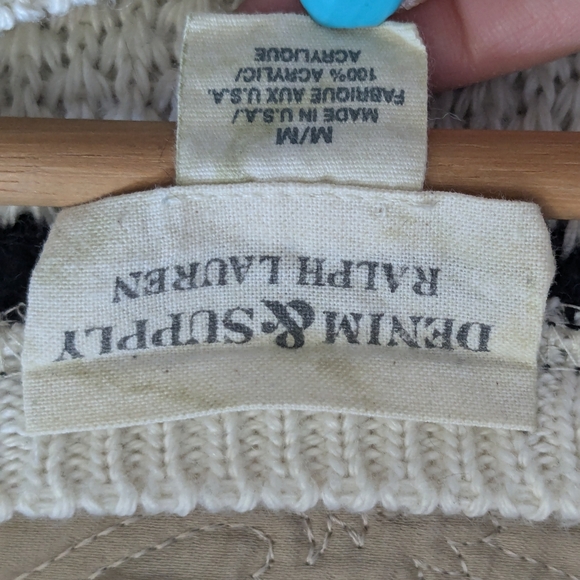 DENIM & SUPPLY
RALPH LAUREN
M/M
MADE IN U.S.A./
FABRIQUE AUX U.S.A.
100% ACRYLIC/
ACRYLIQUE